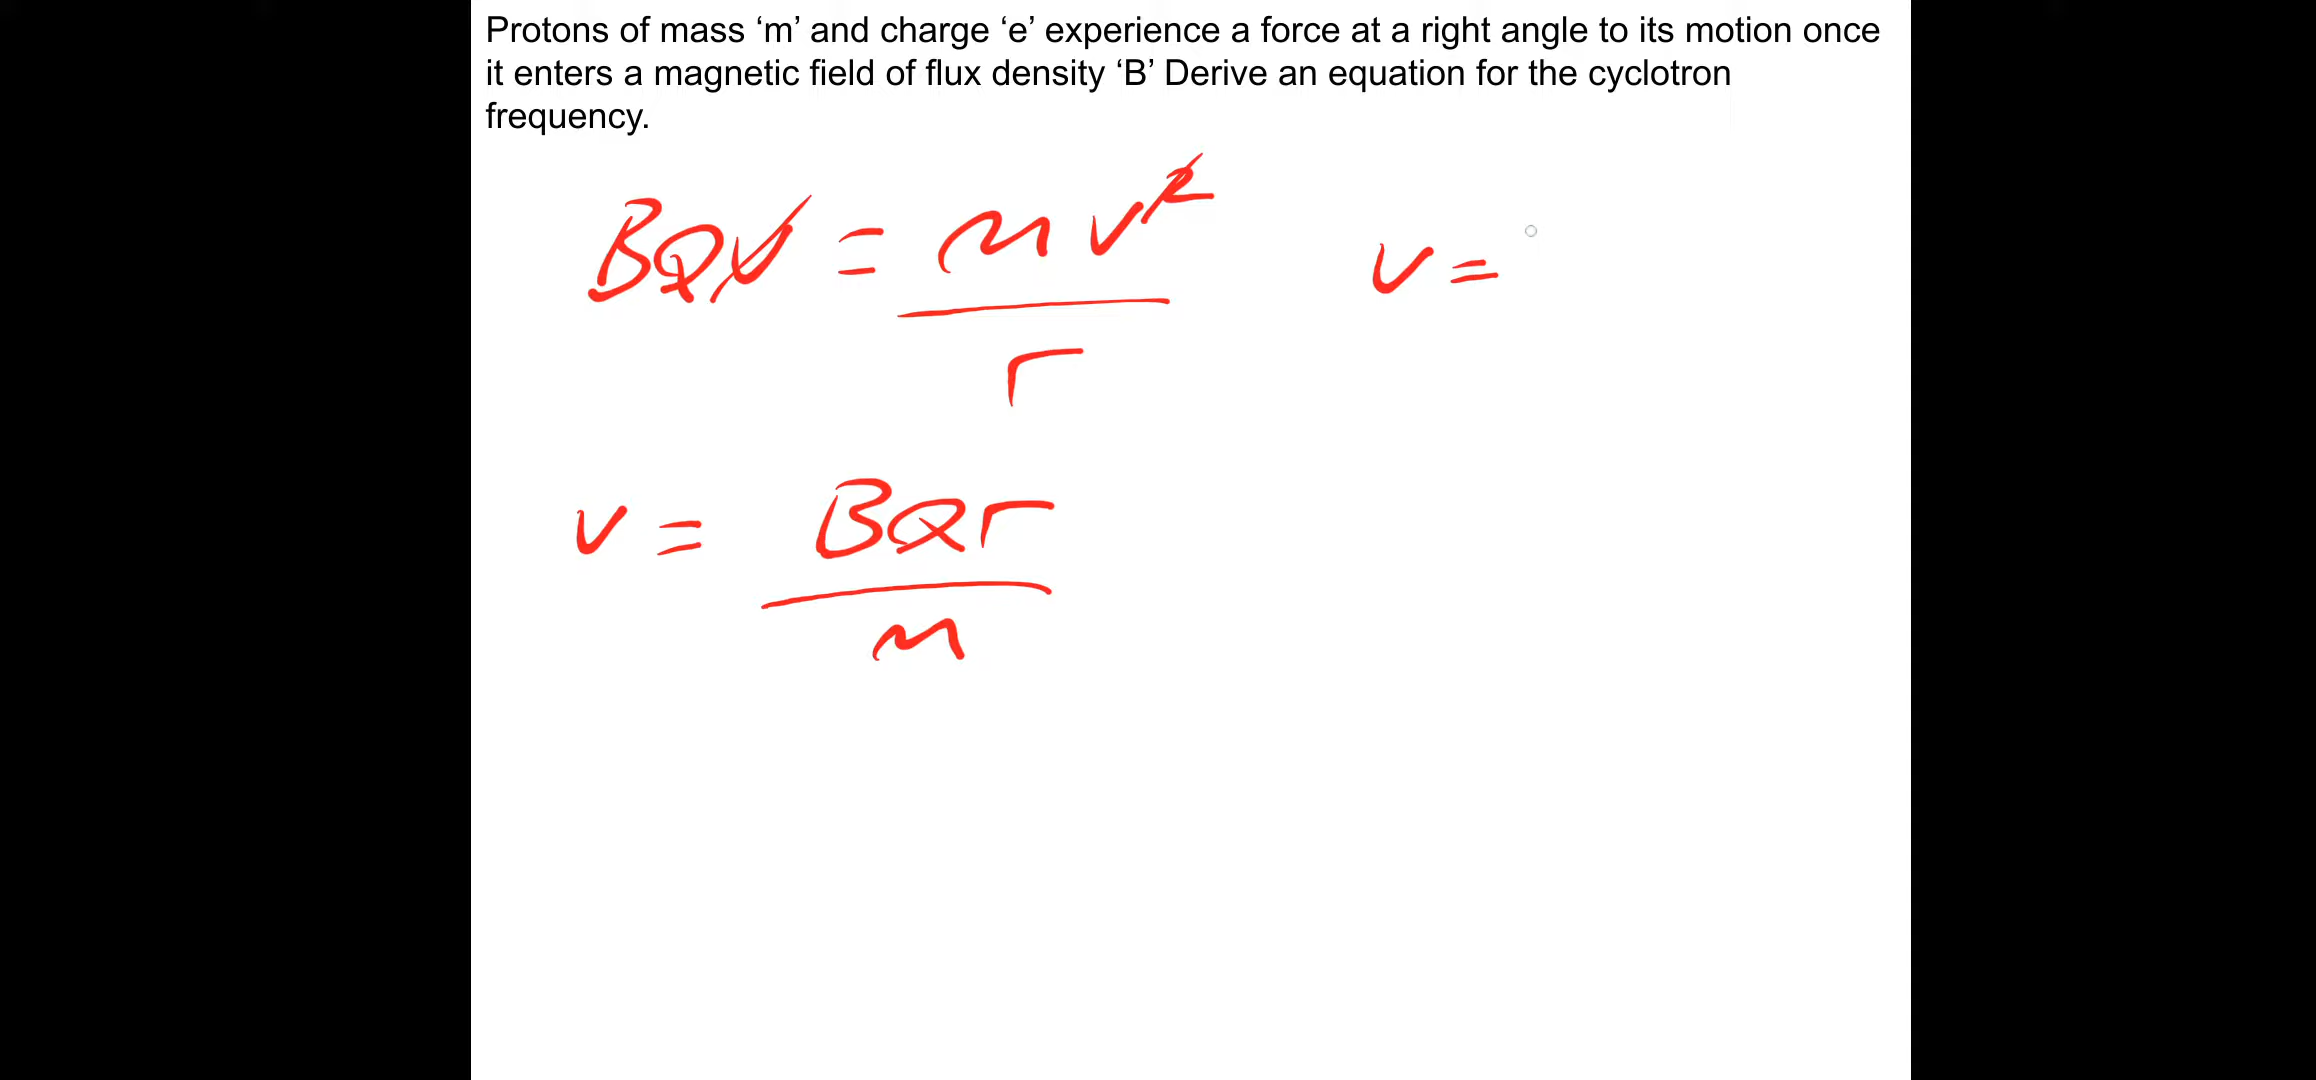 Protons of mass ‘m’ and charge ‘e’ experience a force at a right angle to its motion once
it enters a magnetic field of flux density ‘B’ Derive an equation for the cyclotron
frequency.
BQv = mv²
r
v =
v = BQr
m